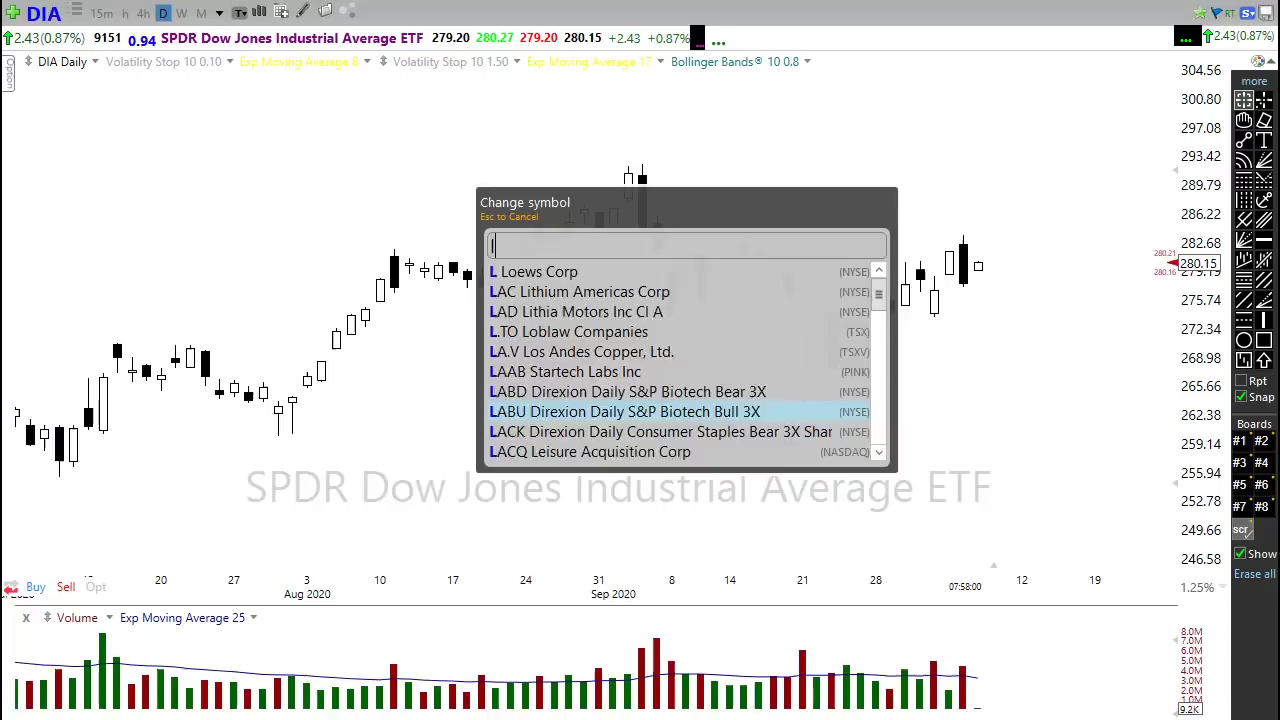 DIA 15m h 4h D W M
2.43(0.87%) 9151 0.94 SPDR Dow Jones Industrial Average ETF 279.20 280.27 279.20 280.15 +2.43 +0.87% ... ... 2.43(0.87%)
RT
Option
DIA Daily Volatility Stop 10 0.10 Exp Moving Average 8 Volatility Stop 10 1.50 Exp Moving Average 17 Bollinger Bands® 10 0.8
304.56
300.80
297.08
293.42
289.79
286.22
282.68
280.21
280.15
280.16
275.74
272.34
268.98
265.66
262.38
259.14
255.94
252.78
249.66
246.58
1.25%
Change symbol
Esc to Cancel
l
L Loews Corp (NYSE)
LAC Lithium Americas Corp (NYSE)
LAD Lithia Motors Inc Cl A (NYSE)
L.TO Loblaw Companies (TSX)
LA.V Los Andes Copper, Ltd. (TSXV)
LAAB Startech Labs Inc (PINK)
LABD Direxion Daily S&P Biotech Bear 3X (NYSE)
LABU Direxion Daily S&P Biotech Bull 3X (NYSE)
LACK Direxion Daily Consumer Staples Bear 3X Shar (NYSE)
LACQ Leisure Acquisition Corp (NASDAQ)
SPDR Dow Jones Industrial Average ETF
20 27 3 10 17 24 31 8 14 21 28 07:58:00 12 19
Aug 2020 Sep 2020
Buy Sell Opt
x Volume Exp Moving Average 25
8.0M
7.0M
6.0M
5.0M
4.0M
3.0M
2.0M
1.0M
9.2K
more
Rpt
Snap
Boards
#1 #2
#3 #4
#5 #6
#7 #8
scr
Show
Erase all